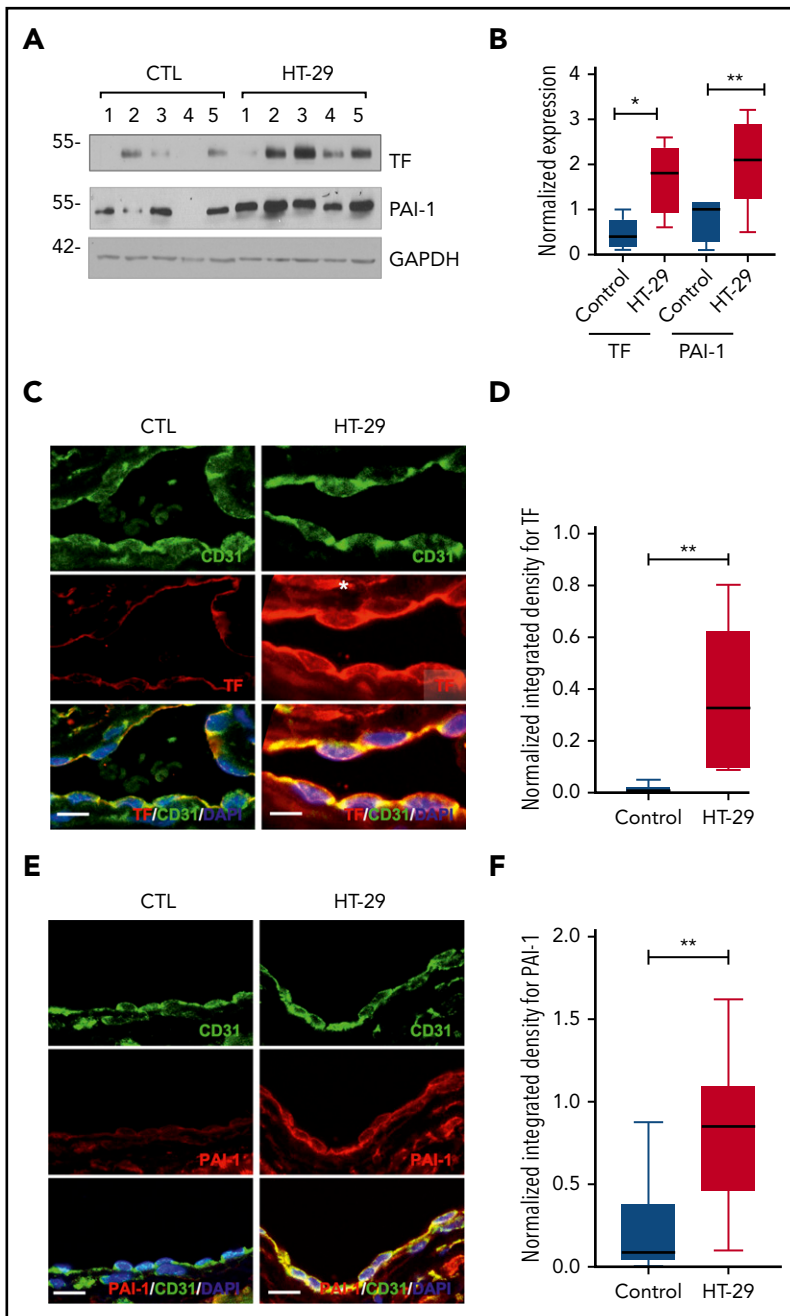 A
CTL HT-29
1 2 3 4 5 1 2 3 4 5
55- TF
55- PAI-1
42- GAPDH
B
Normalized expression
4
3
2
1
0
* **
Control HT-29 Control HT-29
TF PAI-1
C
CTL HT-29
CD31 CD31
*
TF TF
TF/CD31/DAPI TF/CD31/DAPI
D
Normalized integrated density for TF
1.0
0.8
0.6
0.4
0.2
0.0
**
Control HT-29
E
CTL HT-29
CD31 CD31
PAI-1 PAI-1
PAI-1/CD31/DAPI PAI-1/CD31/DAPI
F
Normalized integrated density for PAI-1
2.0
1.5
1.0
0.5
0.0
**
Control HT-29